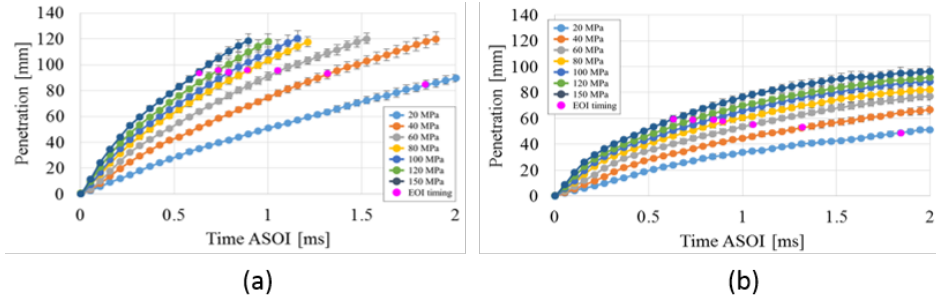 140
120
100
80
60
40
20
0
Penetration [mm]
20 MPa
40 MPa
60 MPa
80 MPa
100 MPa
120 MPa
150 MPa
EOI timing
0
0.5
1
1.5
2
Time ASOI [ms]
(a)
140
120
100
80
60
40
20
0
Penetration [mm]
20 MPa
40 MPa
60 MPa
80 MPa
100 MPa
120 MPa
150 MPa
EOI timing
0
0.5
1
1.5
2
Time ASOI [ms]
(b)